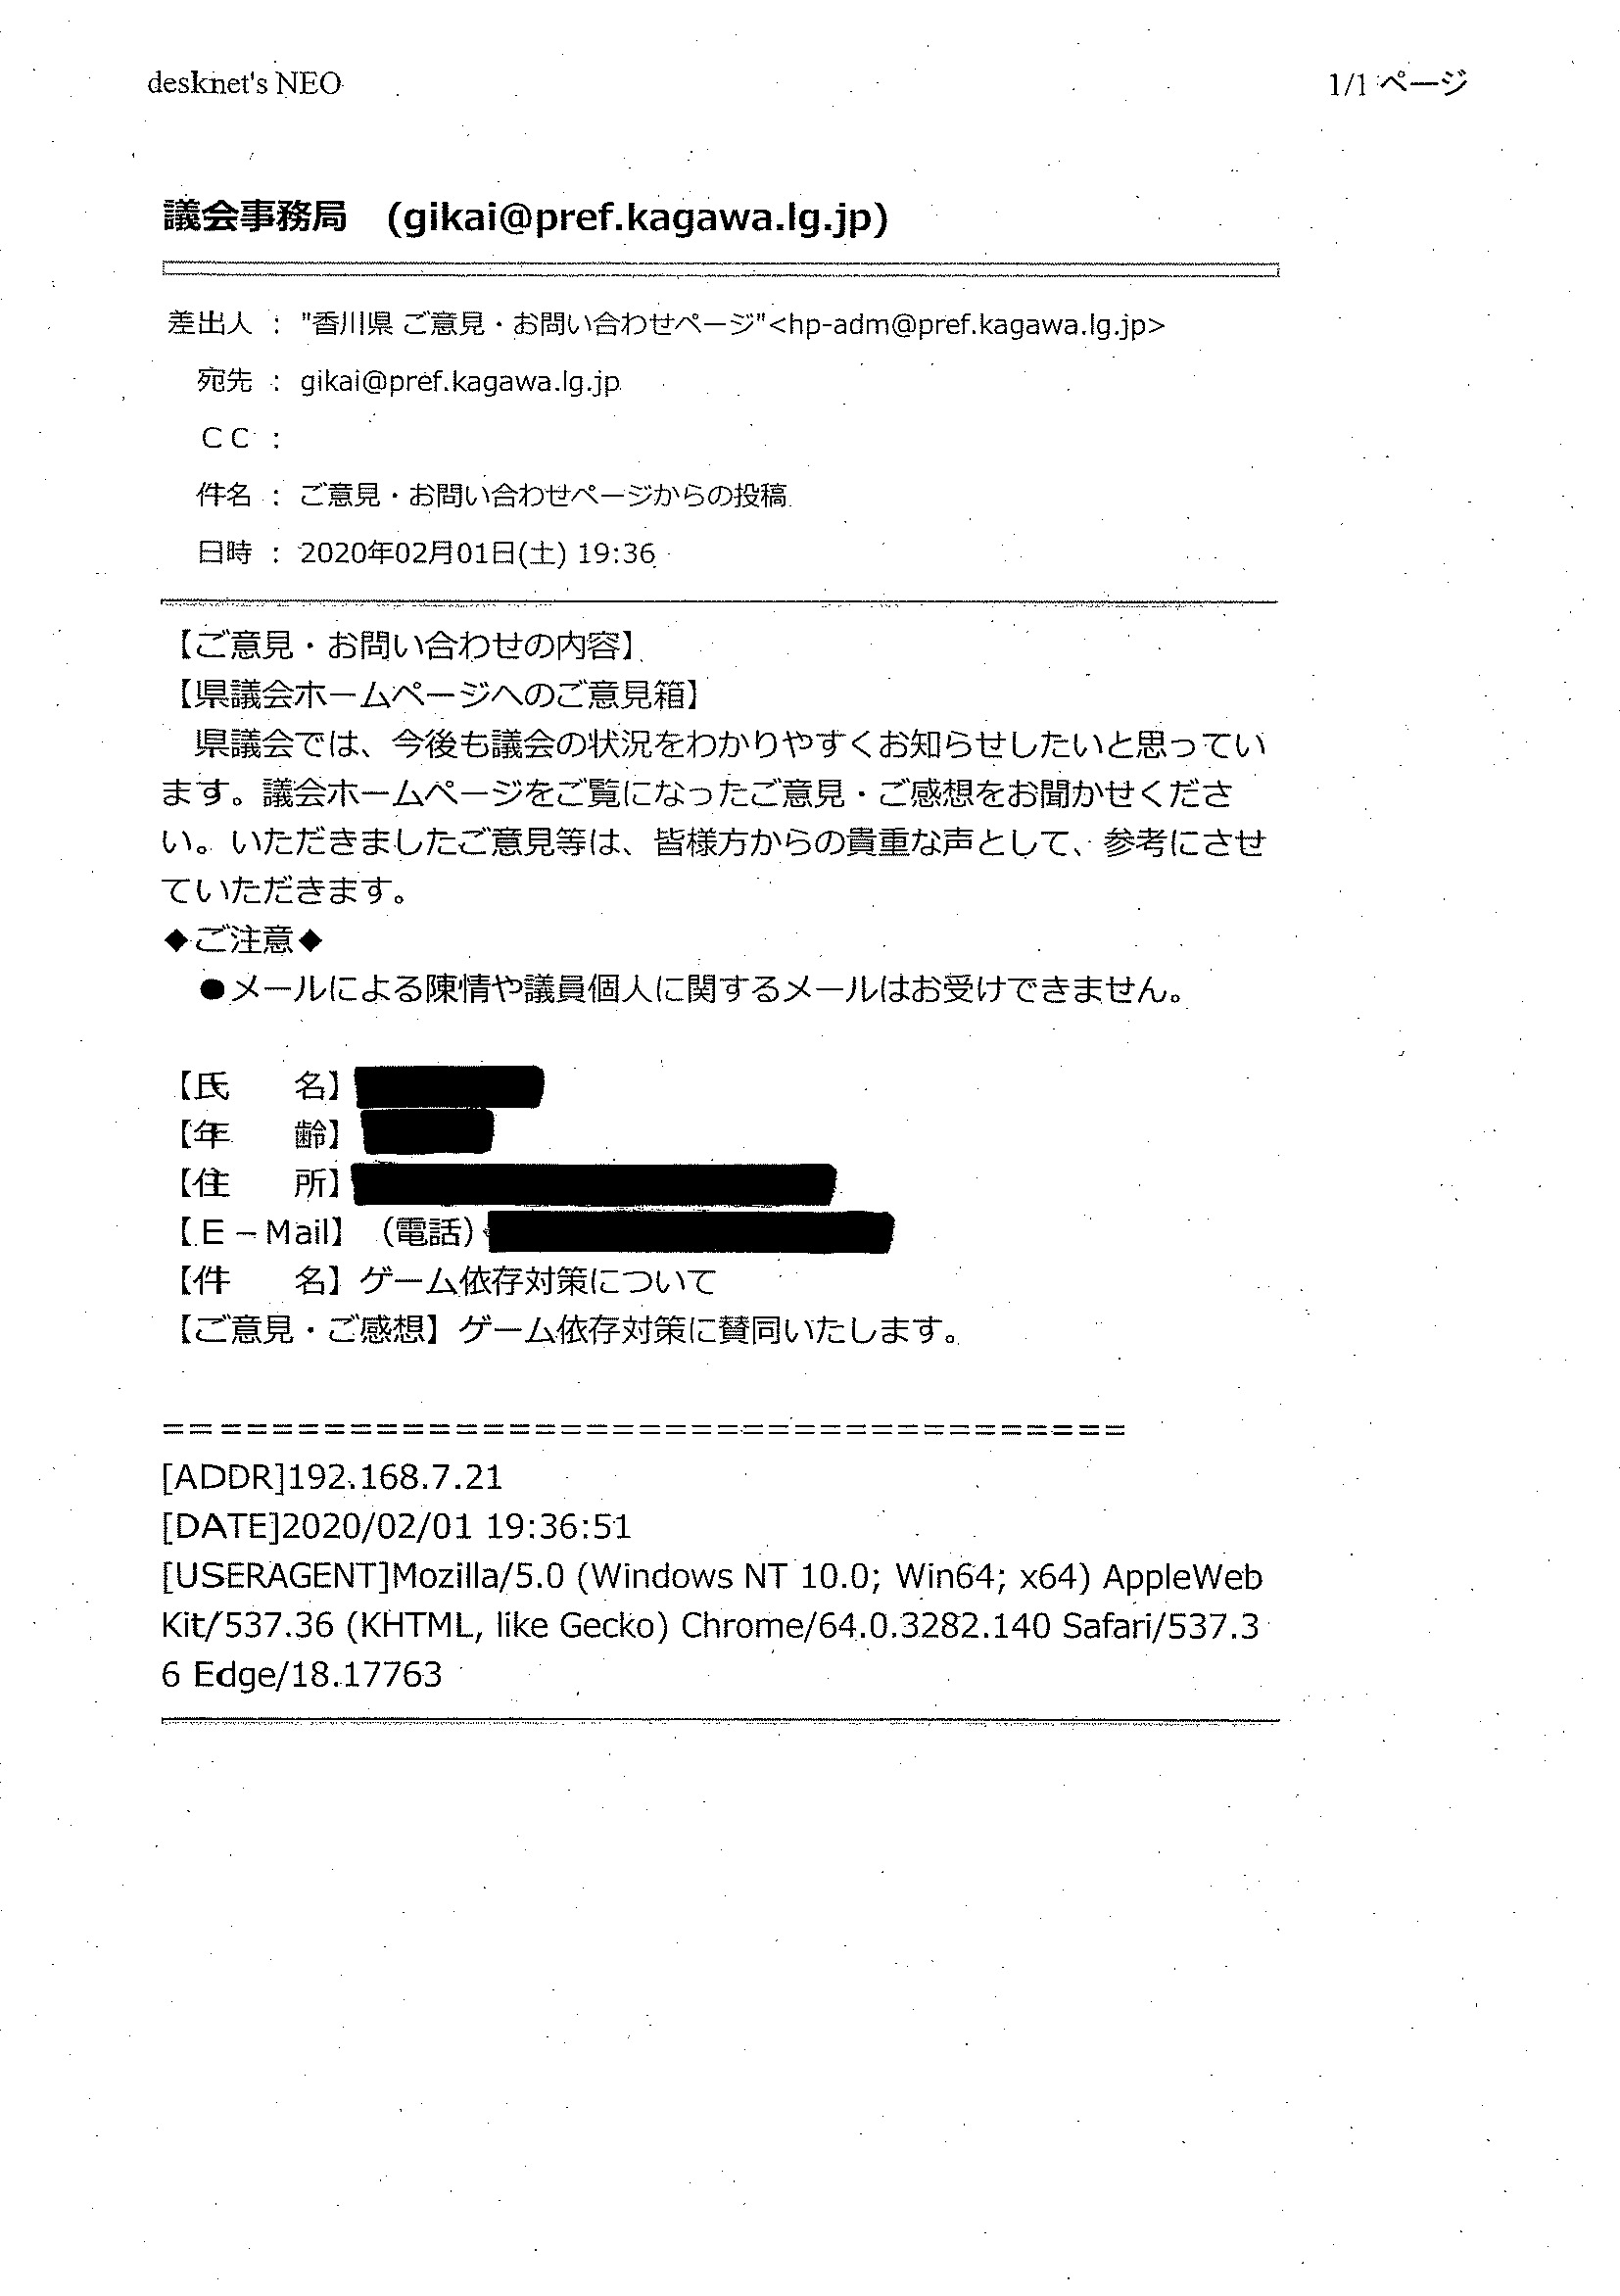 desknet's NEO
1/1 ページ
議会事務局　(gikai@pref.kagawa.lg.jp)
差出人 ： "香川県 ご意見・お問い合わせページ"<hp-adm@pref.kagawa.lg.jp>
宛先 ： gikai@pref.kagawa.lg.jp
ＣＣ ：
件名 ： ご意見・お問い合わせページからの投稿
日時 ： 2020年02月01日(土) 19:36
【ご意見・お問い合わせの内容】
【県議会ホームページへのご意見箱】
　県議会では、今後も議会の状況をわかりやすくお知らせしたいと思ってい
ます。議会ホームページをご覧になったご意見・ご感想をお聞かせくださ
い。いただきましたご意見等は、皆様方からの貴重な声として、参考にさせ
ていただきます。
◆ご注意◆
　●メールによる陳情や議員個人に関するメールはお受けできません。
【氏　　名】
【年　　齢】
【住　　所】
【Ｅ－Mail】（電話）
【件　　名】ゲーム依存対策について
【ご意見・ご感想】ゲーム依存対策に賛同いたします。
=====================================
[ADDR]192.168.7.21
[DATE]2020/02/01 19:36:51
[USERAGENT]Mozilla/5.0 (Windows NT 10.0; Win64; x64) AppleWeb
Kit/537.36 (KHTML, like Gecko) Chrome/64.0.3282.140 Safari/537.3
6 Edge/18.17763